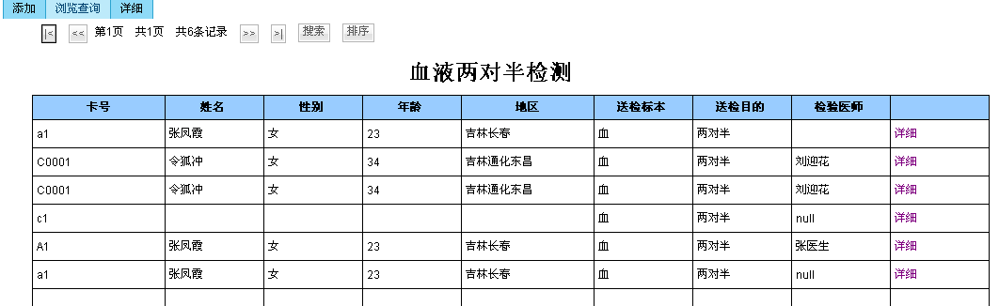 添加 浏览查询 详细
|< << 第1页 共1页 共6条记录 >> >| 搜索 排序
血液两对半检测
卡号 姓名 性别 年龄 地区 送检标本 送检目的 检验医师
a1 张凤霞 女 23 吉林长春 血 两对半 详细
C0001 令狐冲 女 34 吉林通化东昌 血 两对半 刘迎花 详细
C0001 令狐冲 女 34 吉林通化东昌 血 两对半 刘迎花 详细
c1 血 两对半 null 详细
A1 张凤霞 女 23 吉林长春 血 两对半 张医生 详细
a1 张凤霞 女 23 吉林长春 血 两对半 null 详细